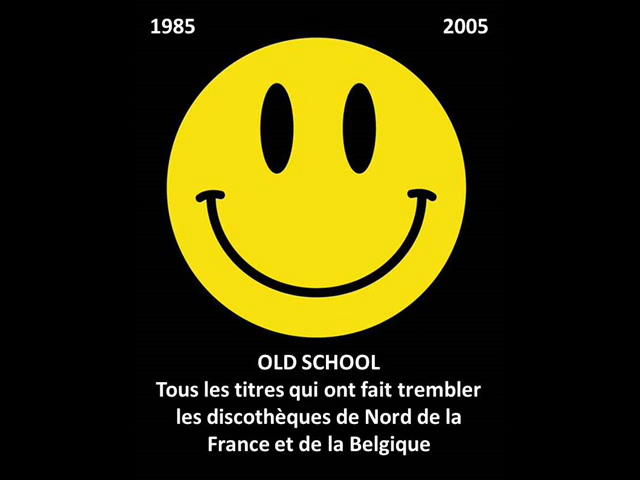 1985 2005
OLD SCHOOL
Tous les titres qui ont fait trembler
les discothèques de Nord de la
France et de la Belgique